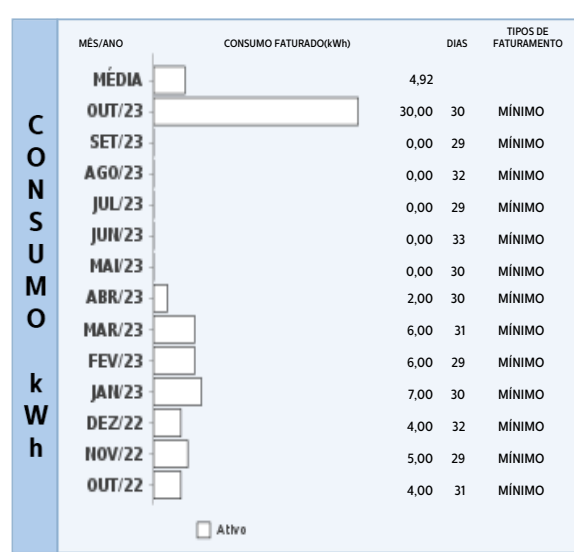 TIPOS DE
MÊS/ANO CONSUMO FATURADO(kWh) DIAS FATURAMENTO
CONSUMO kWh
MÉDIA 4,92
OUT/23 30,00 30 MÍNIMO
SET/23 0,00 29 MÍNIMO
AGO/23 0,00 32 MÍNIMO
JUL/23 0,00 29 MÍNIMO
JUN/23 0,00 33 MÍNIMO
MAI/23 0,00 30 MÍNIMO
ABR/23 2,00 30 MÍNIMO
MAR/23 6,00 31 MÍNIMO
FEV/23 6,00 29 MÍNIMO
JAN/23 7,00 30 MÍNIMO
DEZ/22 4,00 32 MÍNIMO
NOV/22 5,00 29 MÍNIMO
OUT/22 4,00 31 MÍNIMO
Ativo